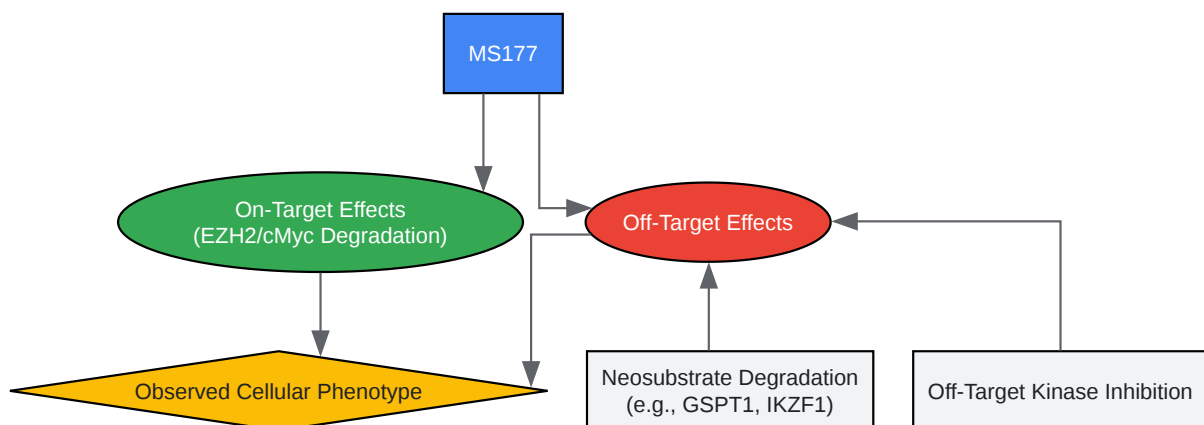 MS177
On-Target Effects
(EZH2/cMyc Degradation)
Off-Target Effects
Observed Cellular Phenotype
Neosubstrate Degradation
(e.g., GSPT1, IKZF1)
Off-Target Kinase Inhibition